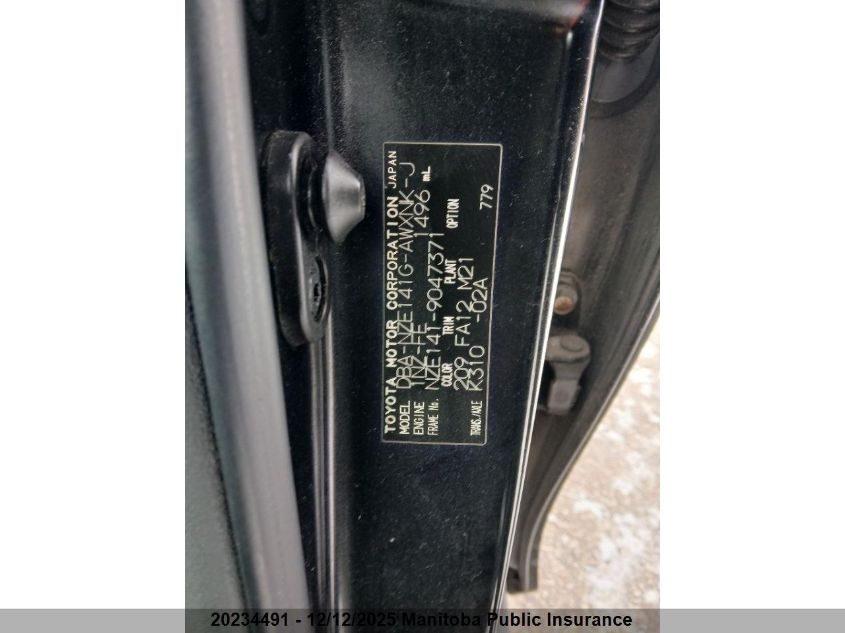 TOYOTA MOTOR CORPORATION JAPAN
MODEL DBA-NZE141G-AWXNK-J
ENGINE 1NZ-FE 1496 mL
FRAME No. NZE141-9047371
COLOR TRIM PLANT OPTION
209 FA12 M21 779
TRANS./AXLE K310 -02A
20234491 - 12/12/2025 Manitoba Public Insurance